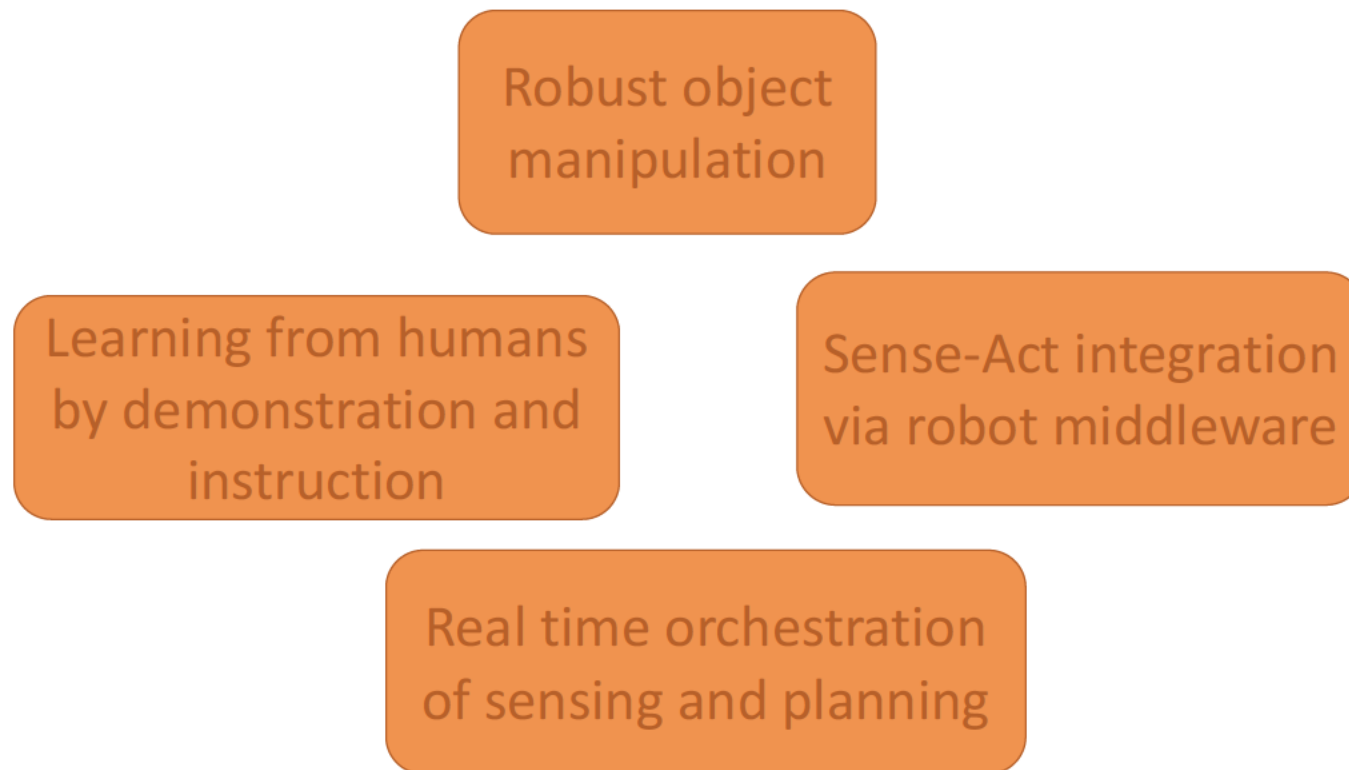 Robust object
manipulation
Learning from humans
by demonstration and
instruction
Sense-Act integration
via robot middleware
Real time orchestration
of sensing and planning